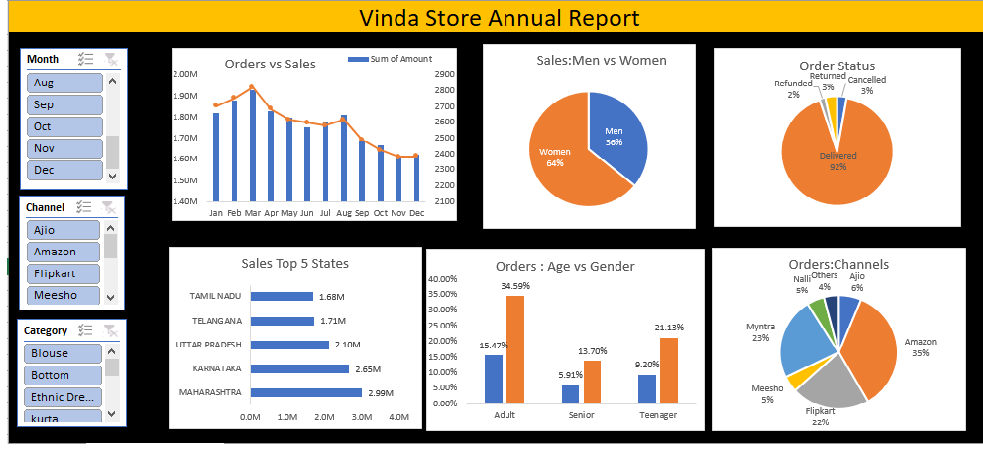 Vinda Store Annual Report
Month
Aug
Sep
Oct
Nov
Dec
Channel
Ajio
Amazon
Flipkart
Meesho
Category
Blouse
Bottom
Ethnic Dre...
kurta
Orders vs Sales
Sum of Amount
2.00M
1.90M
1.80M
1.70M
1.60M
1.50M
1.40M
2900
2800
2700
2600
2500
2400
2300
2200
2100
Jan Feb Mar Apr May Jun Jul Aug Sep Oct Nov Dec
Sales:Men vs Women
Men
36%
Women
64%
Order Status
Refunded
2%
Returned
3%
Cancelled
3%
Delivered
92%
Sales Top 5 States
TAMIL NADU 1.68M
TELANGANA 1.71M
UTTAR PRADESH 2.10M
KARNATAKA 2.65M
MAHARASHTRA 2.99M
0.0M 1.0M 2.0M 3.0M 4.0M
Orders : Age vs Gender
40.00%
35.00%
30.00%
25.00%
20.00%
15.00%
10.00%
5.00%
0.00%
15.47%
34.59%
5.91%
13.70%
9.20%
21.13%
Adult Senior Teenager
Orders:Channels
Nalli
5%
Others
4%
Ajio
6%
Myntra
23%
Amazon
35%
Meesho
5%
Flipkart
22%